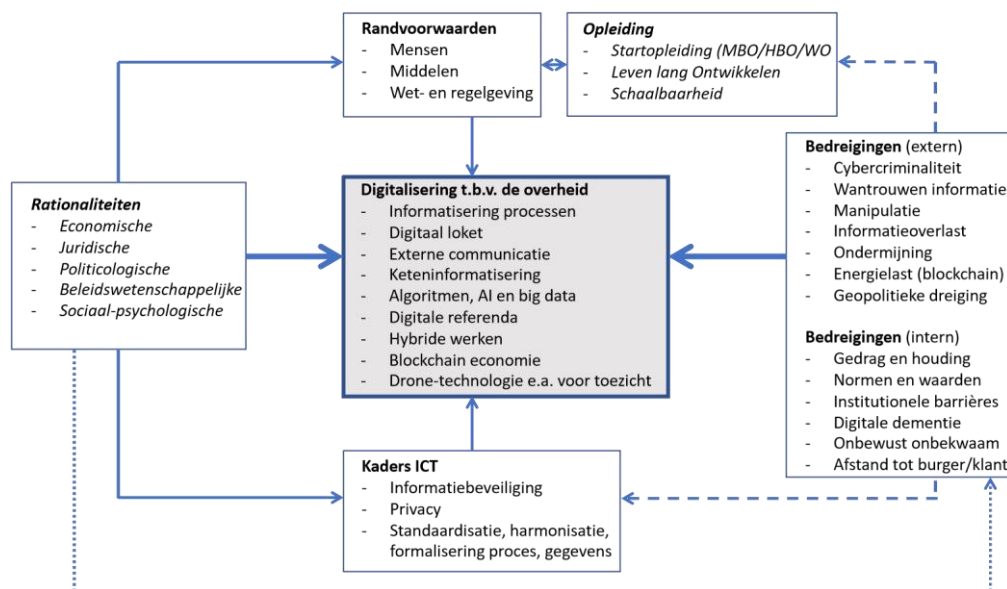 Randvoorwaarden
- Mensen
- Middelen
- Wet- en regelgeving
Opleiding
- Startopleiding (MBO/HBO/WO
- Leven lang Ontwikkelen
- Schaalbaarheid
Rationaliteiten
- Economische
- Juridische
- Politicologische
- Beleidswetenschappelijke
- Sociaal-psychologische
Digitalisering t.b.v. de overheid
- Informatisering processen
- Digitaal loket
- Externe communicatie
- Keteninformatisering
- Algoritmen, AI en big data
- Digitale referenda
- Hybride werken
- Blockchain economie
- Drone-technologie e.a. voor toezicht
Bedreigingen (extern)
- Cybercriminaliteit
- Wantrouwen informatie
- Manipulatie
- Informatieoverlast
- Ondermijning
- Energielast (blockchain)
- Geopolitieke dreiging
Bedreigingen (intern)
- Gedrag en houding
- Normen en waarden
- Institutionele barrières
- Digitale dementie
- Onbewust onbekwaam
- Afstand tot burger/klant
Kaders ICT
- Informatiebeveiliging
- Privacy
- Standaardisatie, harmonisatie,
formalisering proces, gegevens